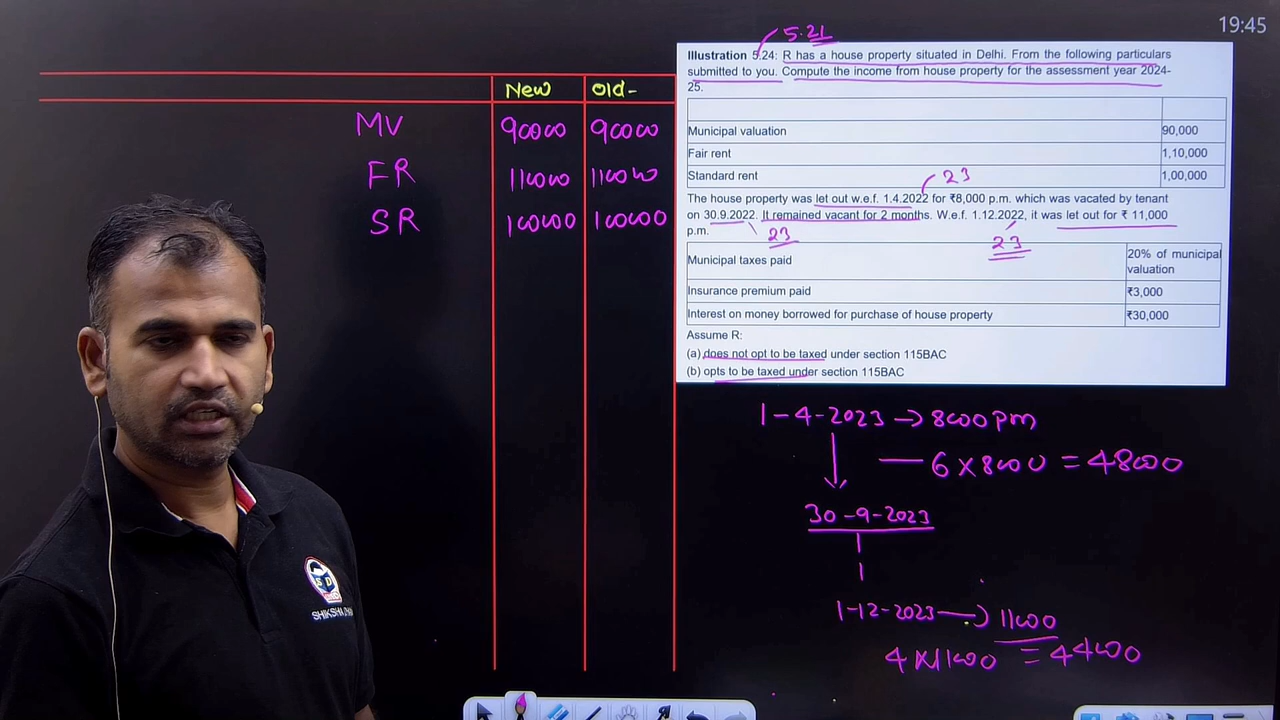 19:45
5.21
Illustration 5.24: R has a house property situated in Delhi. From the following particulars
submitted to you. Compute the income from house property for the assessment year 2024-
25.
Municipal valuation 90,000
Fair rent 1,10,000
Standard rent 1,00,000
23
The house property was let out w.e.f. 1.4.2022 for ₹8,000 p.m. which was vacated by tenant
on 30.9.2022. It remained vacant for 2 months. W.e.f. 1.12.2022, it was let out for ₹ 11,000
p.m.
23
23
Municipal taxes paid 20% of municipal
valuation
Insurance premium paid ₹3,000
Interest on money borrowed for purchase of house property ₹30,000
Assume R:
(a) does not opt to be taxed under section 115BAC
(b) opts to be taxed under section 115BAC
New Old-
MV 90000 90000
FR 110000 110000
SR 100000 100000
1-4-2023 → 8000 pm
— 6 × 8000 = 48000
30-9-2023
1-12-2023 → 11000
4 × 11000 = 44000
SD